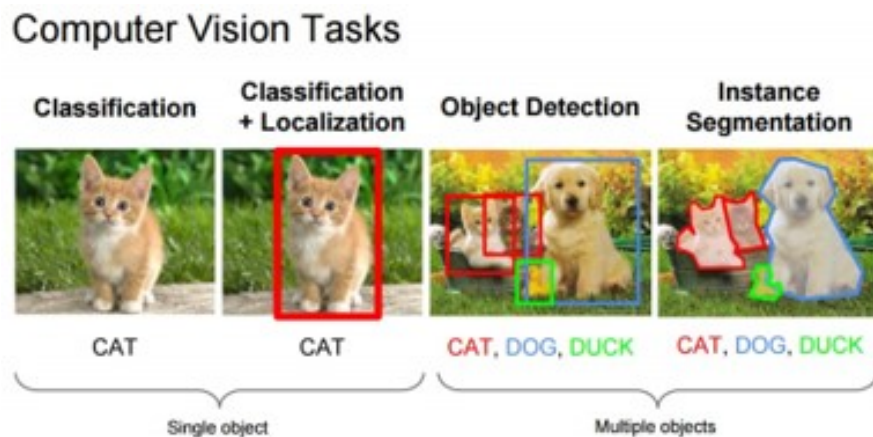 Computer Vision Tasks
Classification
Classification
+ Localization
Object Detection
Instance
Segmentation
CAT
CAT
CAT, DOG, DUCK
CAT, DOG, DUCK
Single object
Multiple objects